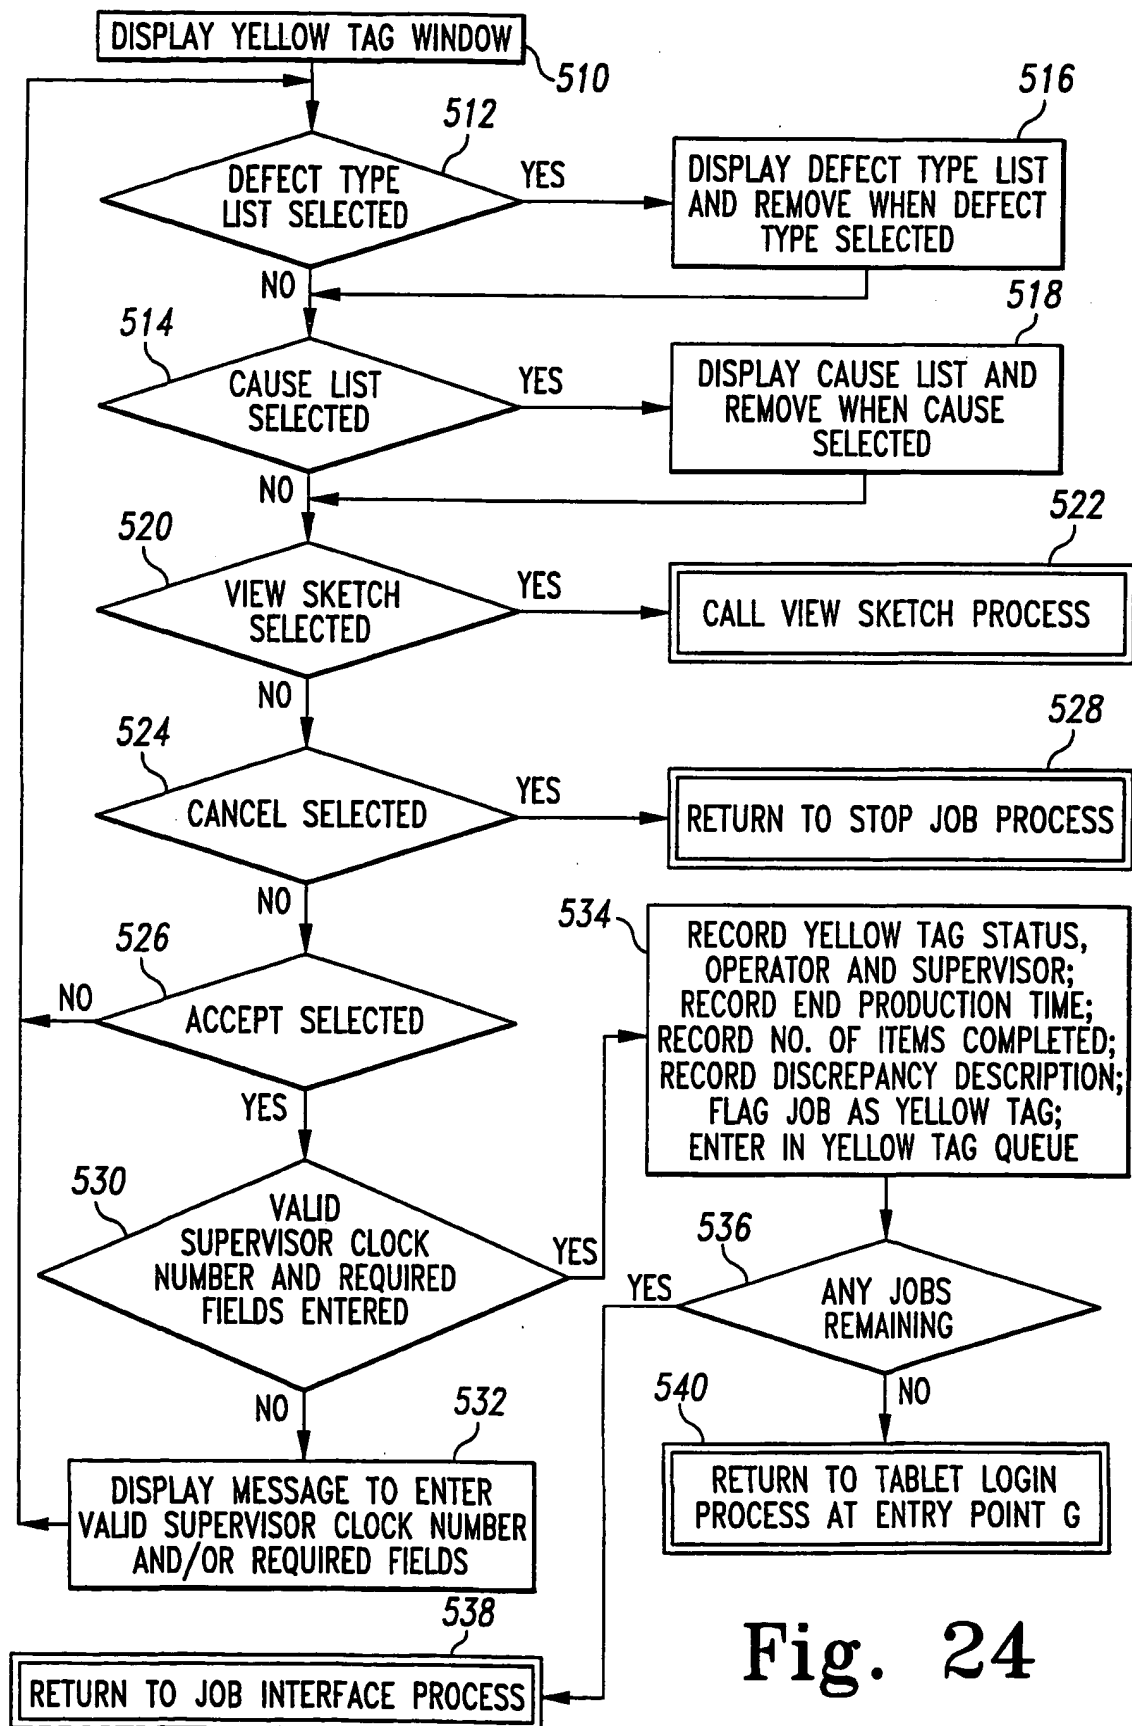 DISPLAY YELLOW TAG WINDOW
510
512
DEFECT TYPE
LIST SELECTED
YES
NO
516
DISPLAY DEFECT TYPE LIST
AND REMOVE WHEN DEFECT
TYPE SELECTED
514
CAUSE LIST
SELECTED
YES
NO
518
DISPLAY CAUSE LIST AND
REMOVE WHEN CAUSE
SELECTED
520
VIEW SKETCH
SELECTED
YES
NO
522
CALL VIEW SKETCH PROCESS
524
CANCEL SELECTED
YES
NO
528
RETURN TO STOP JOB PROCESS
526
NO
ACCEPT SELECTED
YES
530
VALID
SUPERVISOR CLOCK
NUMBER AND REQUIRED
FIELDS ENTERED
YES
NO
532
DISPLAY MESSAGE TO ENTER
VALID SUPERVISOR CLOCK NUMBER
AND/OR REQUIRED FIELDS
534
RECORD YELLOW TAG STATUS,
OPERATOR AND SUPERVISOR;
RECORD END PRODUCTION TIME;
RECORD NO. OF ITEMS COMPLETED;
RECORD DISCREPANCY DESCRIPTION;
FLAG JOB AS YELLOW TAG;
ENTER IN YELLOW TAG QUEUE
536
YES
ANY JOBS
REMAINING
NO
540
RETURN TO TABLET LOGIN
PROCESS AT ENTRY POINT G
538
RETURN TO JOB INTERFACE PROCESS
Fig. 24